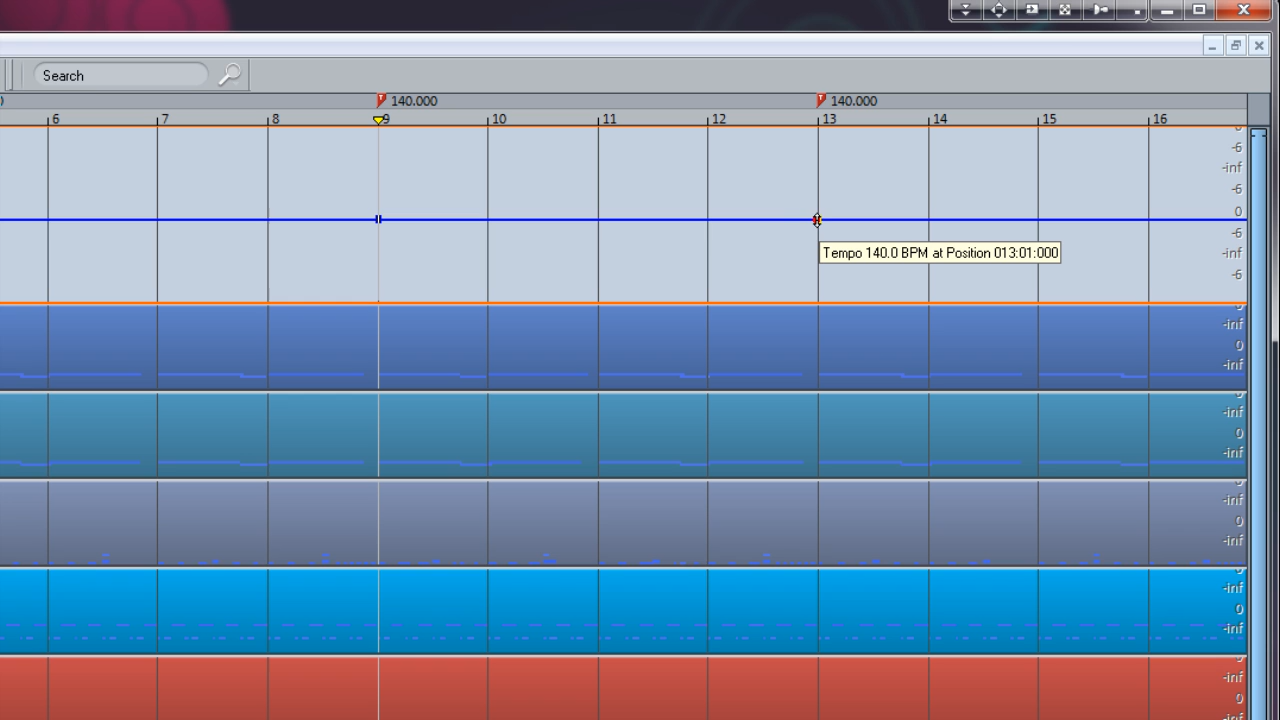 Search
140.000 140.000
6 7 8 9 10 11 12 13 14 15 16
-6
-inf
-6
0
-6
Tempo 140.0 BPM at Position 013:01:000
-inf
-6
-inf
0
-inf
-inf
0
-inf
-inf
0
-inf
-inf
0
-inf
-inf
0